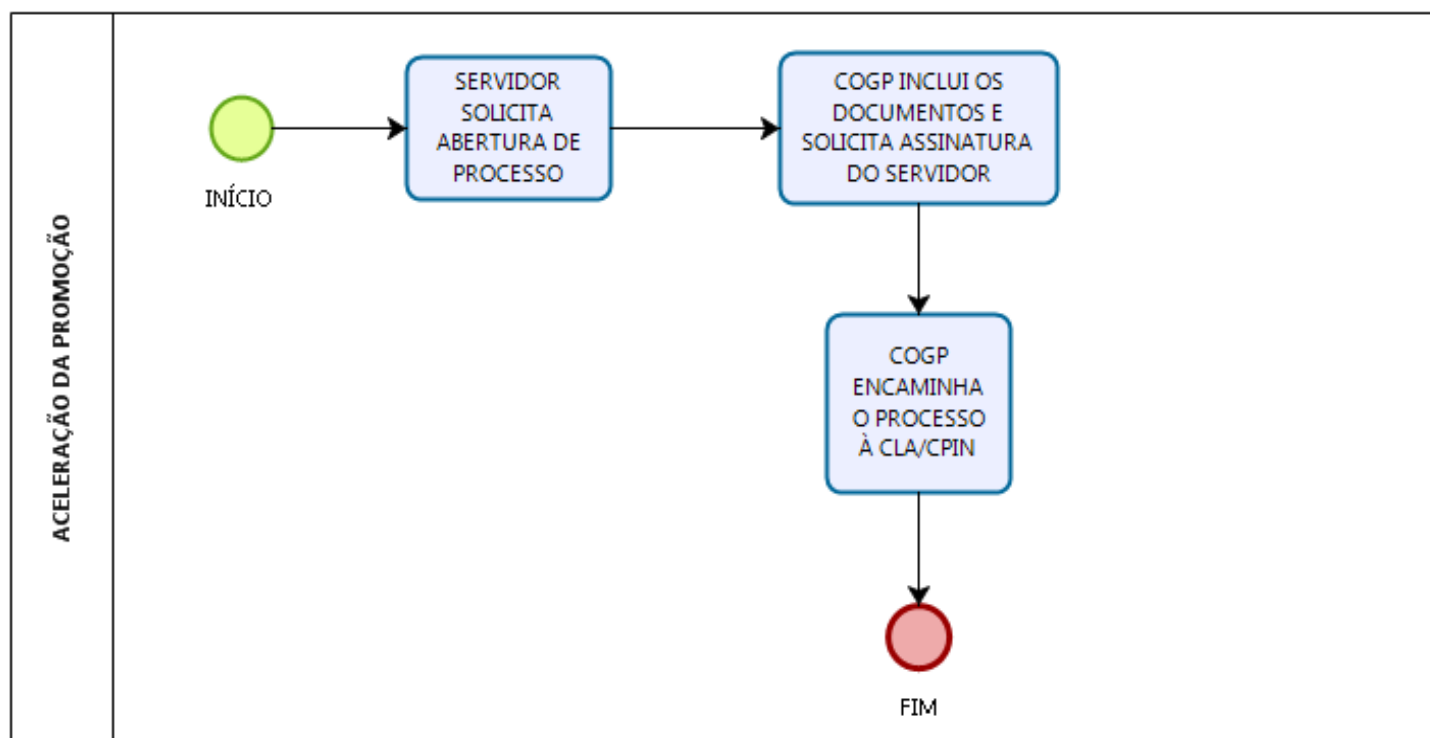 ACELERAÇÃO DA PROMOÇÃO
INÍCIO
SERVIDOR
SOLICITA
ABERTURA DE
PROCESSO
COGP INCLUI OS
DOCUMENTOS E
SOLICITA ASSINATURA
DO SERVIDOR
COGP
ENCAMINHA
O PROCESSO
À CLA/CPIN
FIM